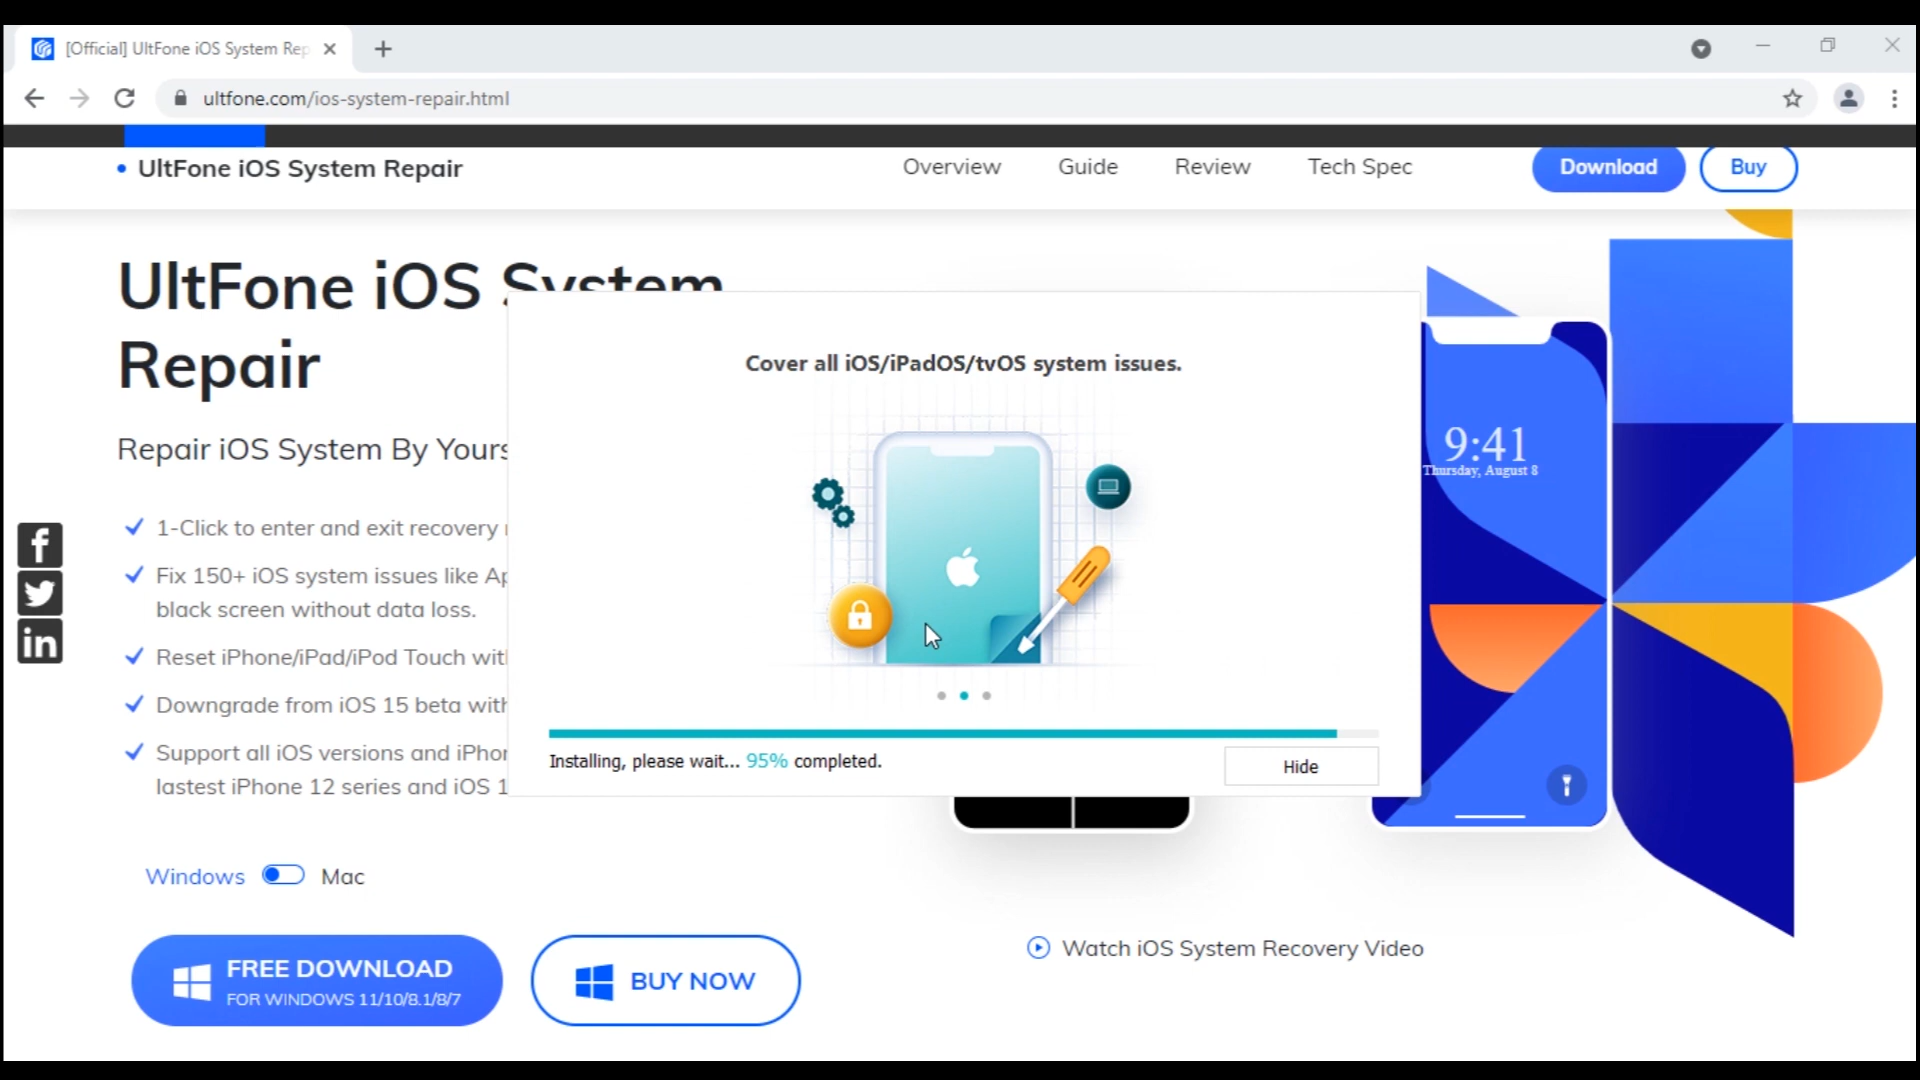 [Official] UltFone iOS System Rep
ultfone.com/ios-system-repair.html
UltFone iOS System Repair
Overview
Guide
Review
Tech Spec
Download
Buy
UltFone iOS System
Repair
Repair iOS System By Yours
1-Click to enter and exit recovery
Fix 150+ iOS system issues like Ap
black screen without data loss.
Reset iPhone/iPad/iPod Touch wit
Downgrade from iOS 15 beta with
Support all iOS versions and iPhon
lastest iPhone 12 series and iOS 1
Cover all iOS/iPadOS/tvOS system issues.
Installing, please wait... 95% completed.
Hide
9:41
Thursday, August 8
f
in
Windows
Mac
FREE DOWNLOAD
FOR WINDOWS 11/10/8.1/8/7
BUY NOW
Watch iOS System Recovery Video